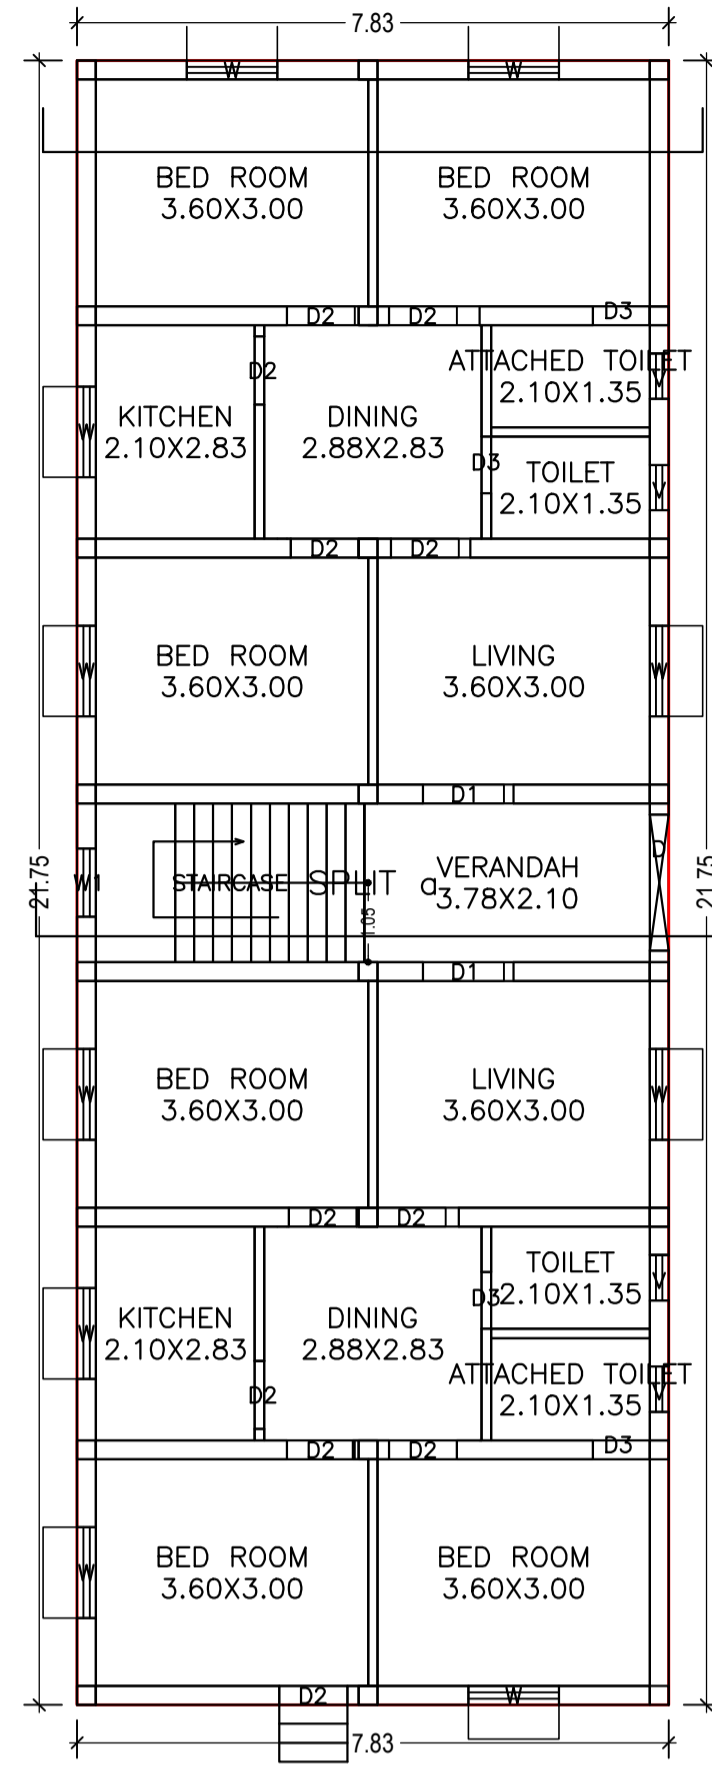 7.83
W W
BED ROOM BED ROOM
3.60X3.00 3.60X3.00
D2 D2 D3
ATTACHED TOILET
2.10X1.35
D2
KITCHEN DINING
2.10X2.83 2.88X2.83
W
D3
TOILET
2.10X1.35
V
V
D2 D2
BED ROOM LIVING
3.60X3.00 3.60X3.00
W W
D1
21.75 21.75
W1 STAIRCASE SPLIT a
VERANDAH
3.78X2.10
D
1.05
D1
BED ROOM LIVING
3.60X3.00 3.60X3.00
W W
D2 D2
TOILET
2.10X1.35
D3
V
KITCHEN DINING
2.10X2.83 2.88X2.83
W
ATTACHED TOILET
2.10X1.35
V
D2
D2 D2 D3
BED ROOM BED ROOM
3.60X3.00 3.60X3.00
W
D2 W
7.83